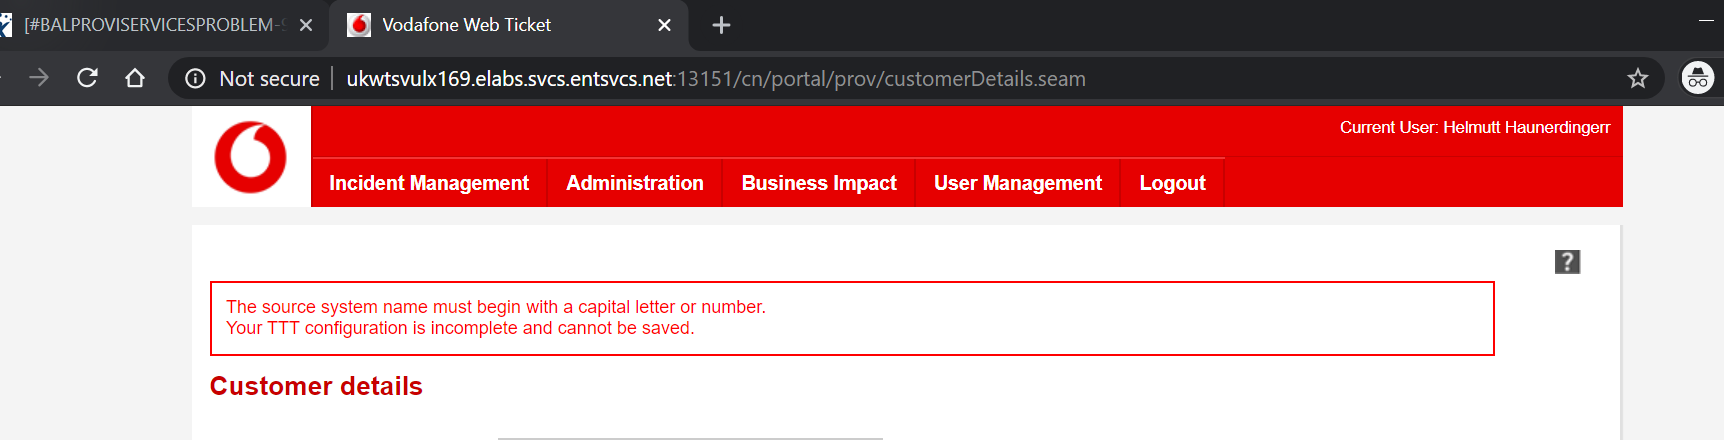 [#BALPROVISERVICESPROBLEM-9
Vodafone Web Ticket
Not secure
ukwtsvulx169.elabs.svcs.entsvcs.net:13151/cn/portal/prov/customerDetails.seam
Current User: Helmutt Haunerdingerr
Incident Management
Administration
Business Impact
User Management
Logout
?
The source system name must begin with a capital letter or number.
Your TTT configuration is incomplete and cannot be saved.
Customer details